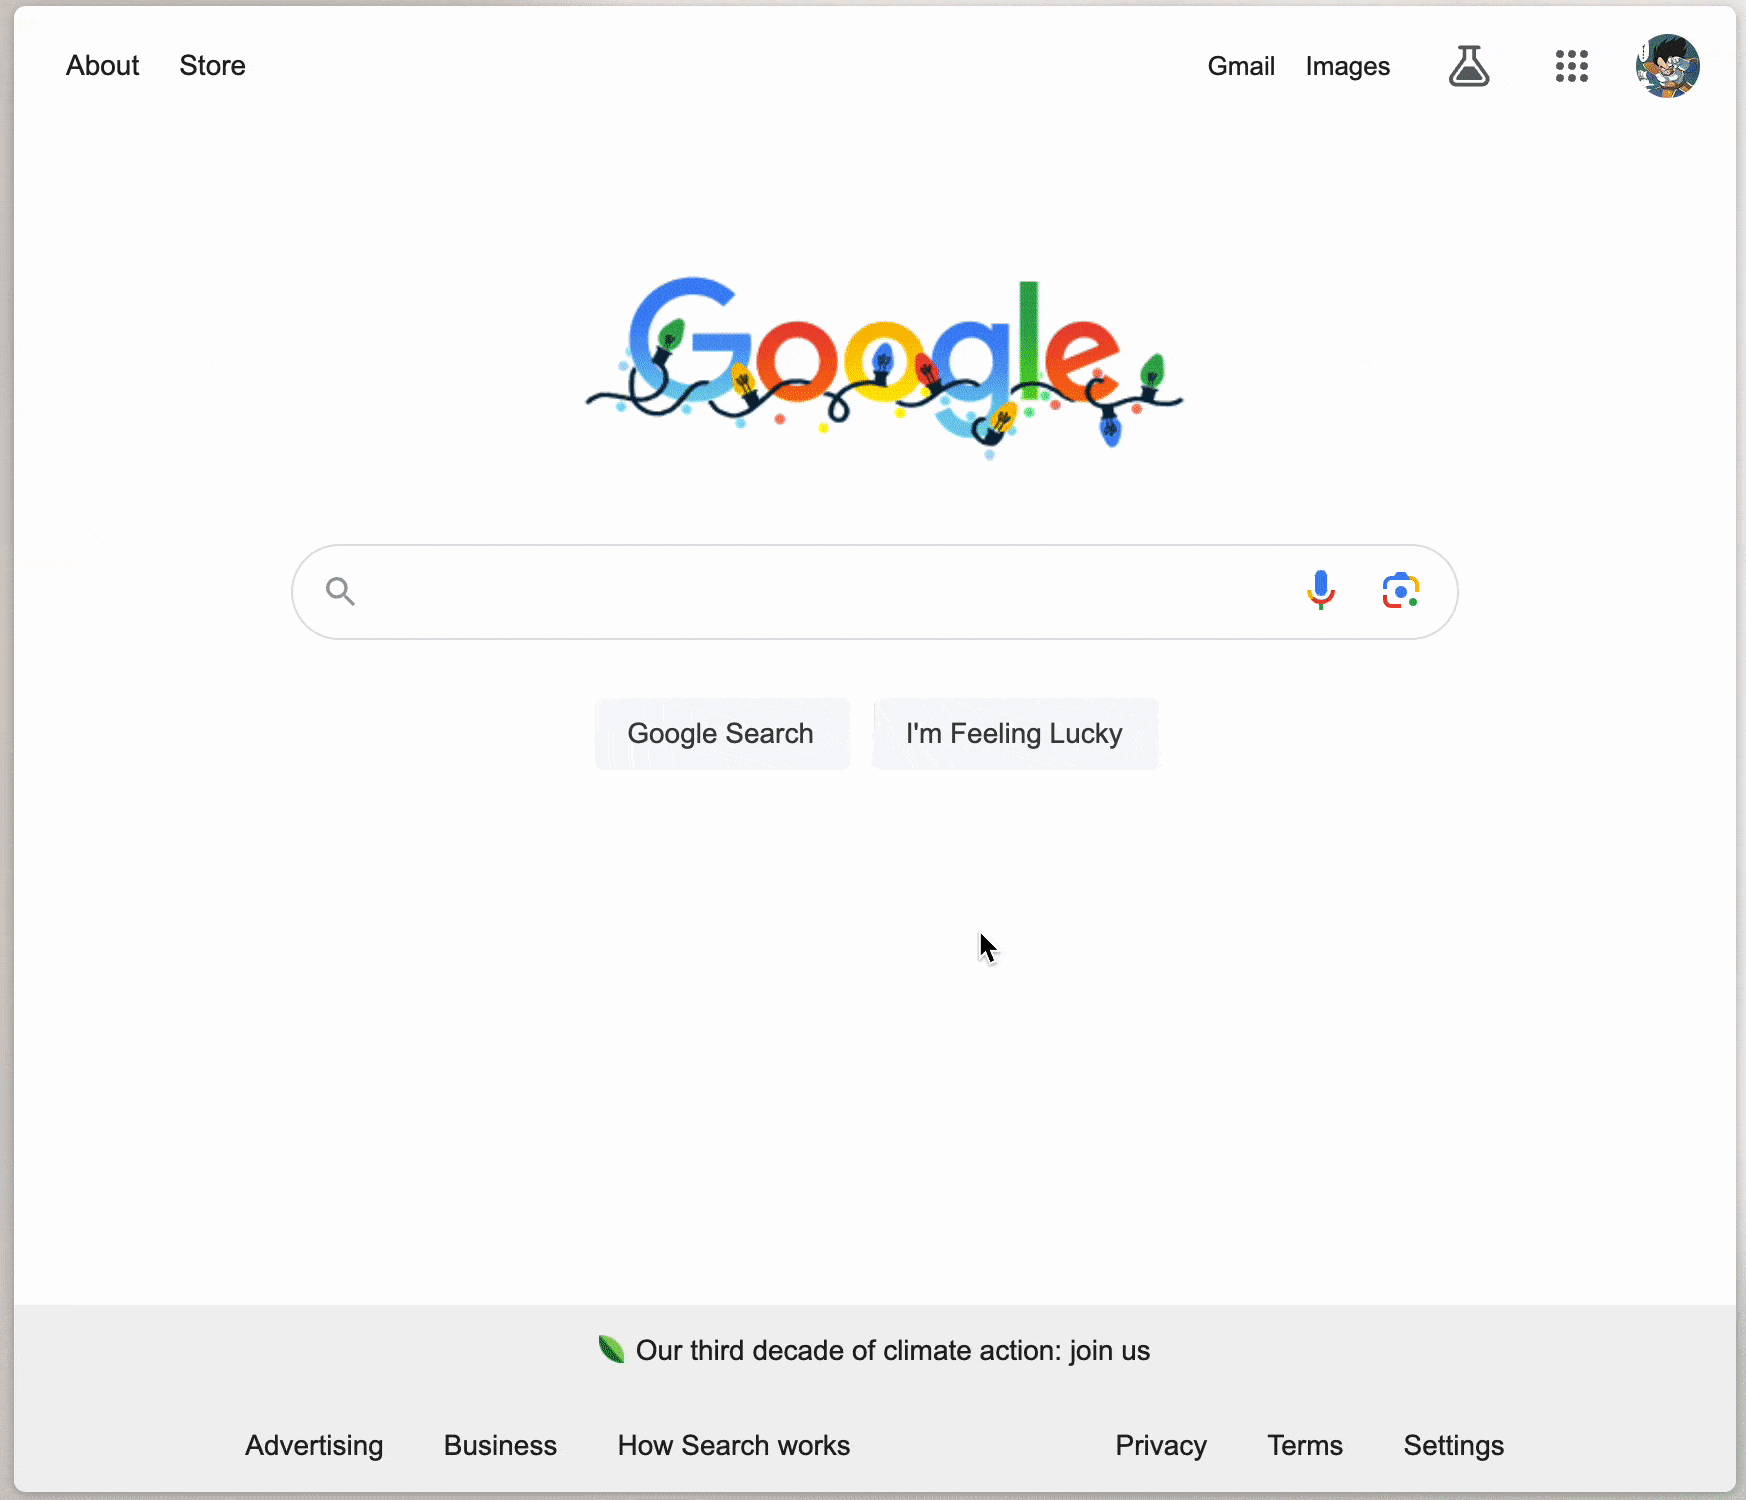 About Store Gmail Images
Google
Google Search I'm Feeling Lucky
Our third decade of climate action: join us
Advertising Business How Search works Privacy Terms Settings